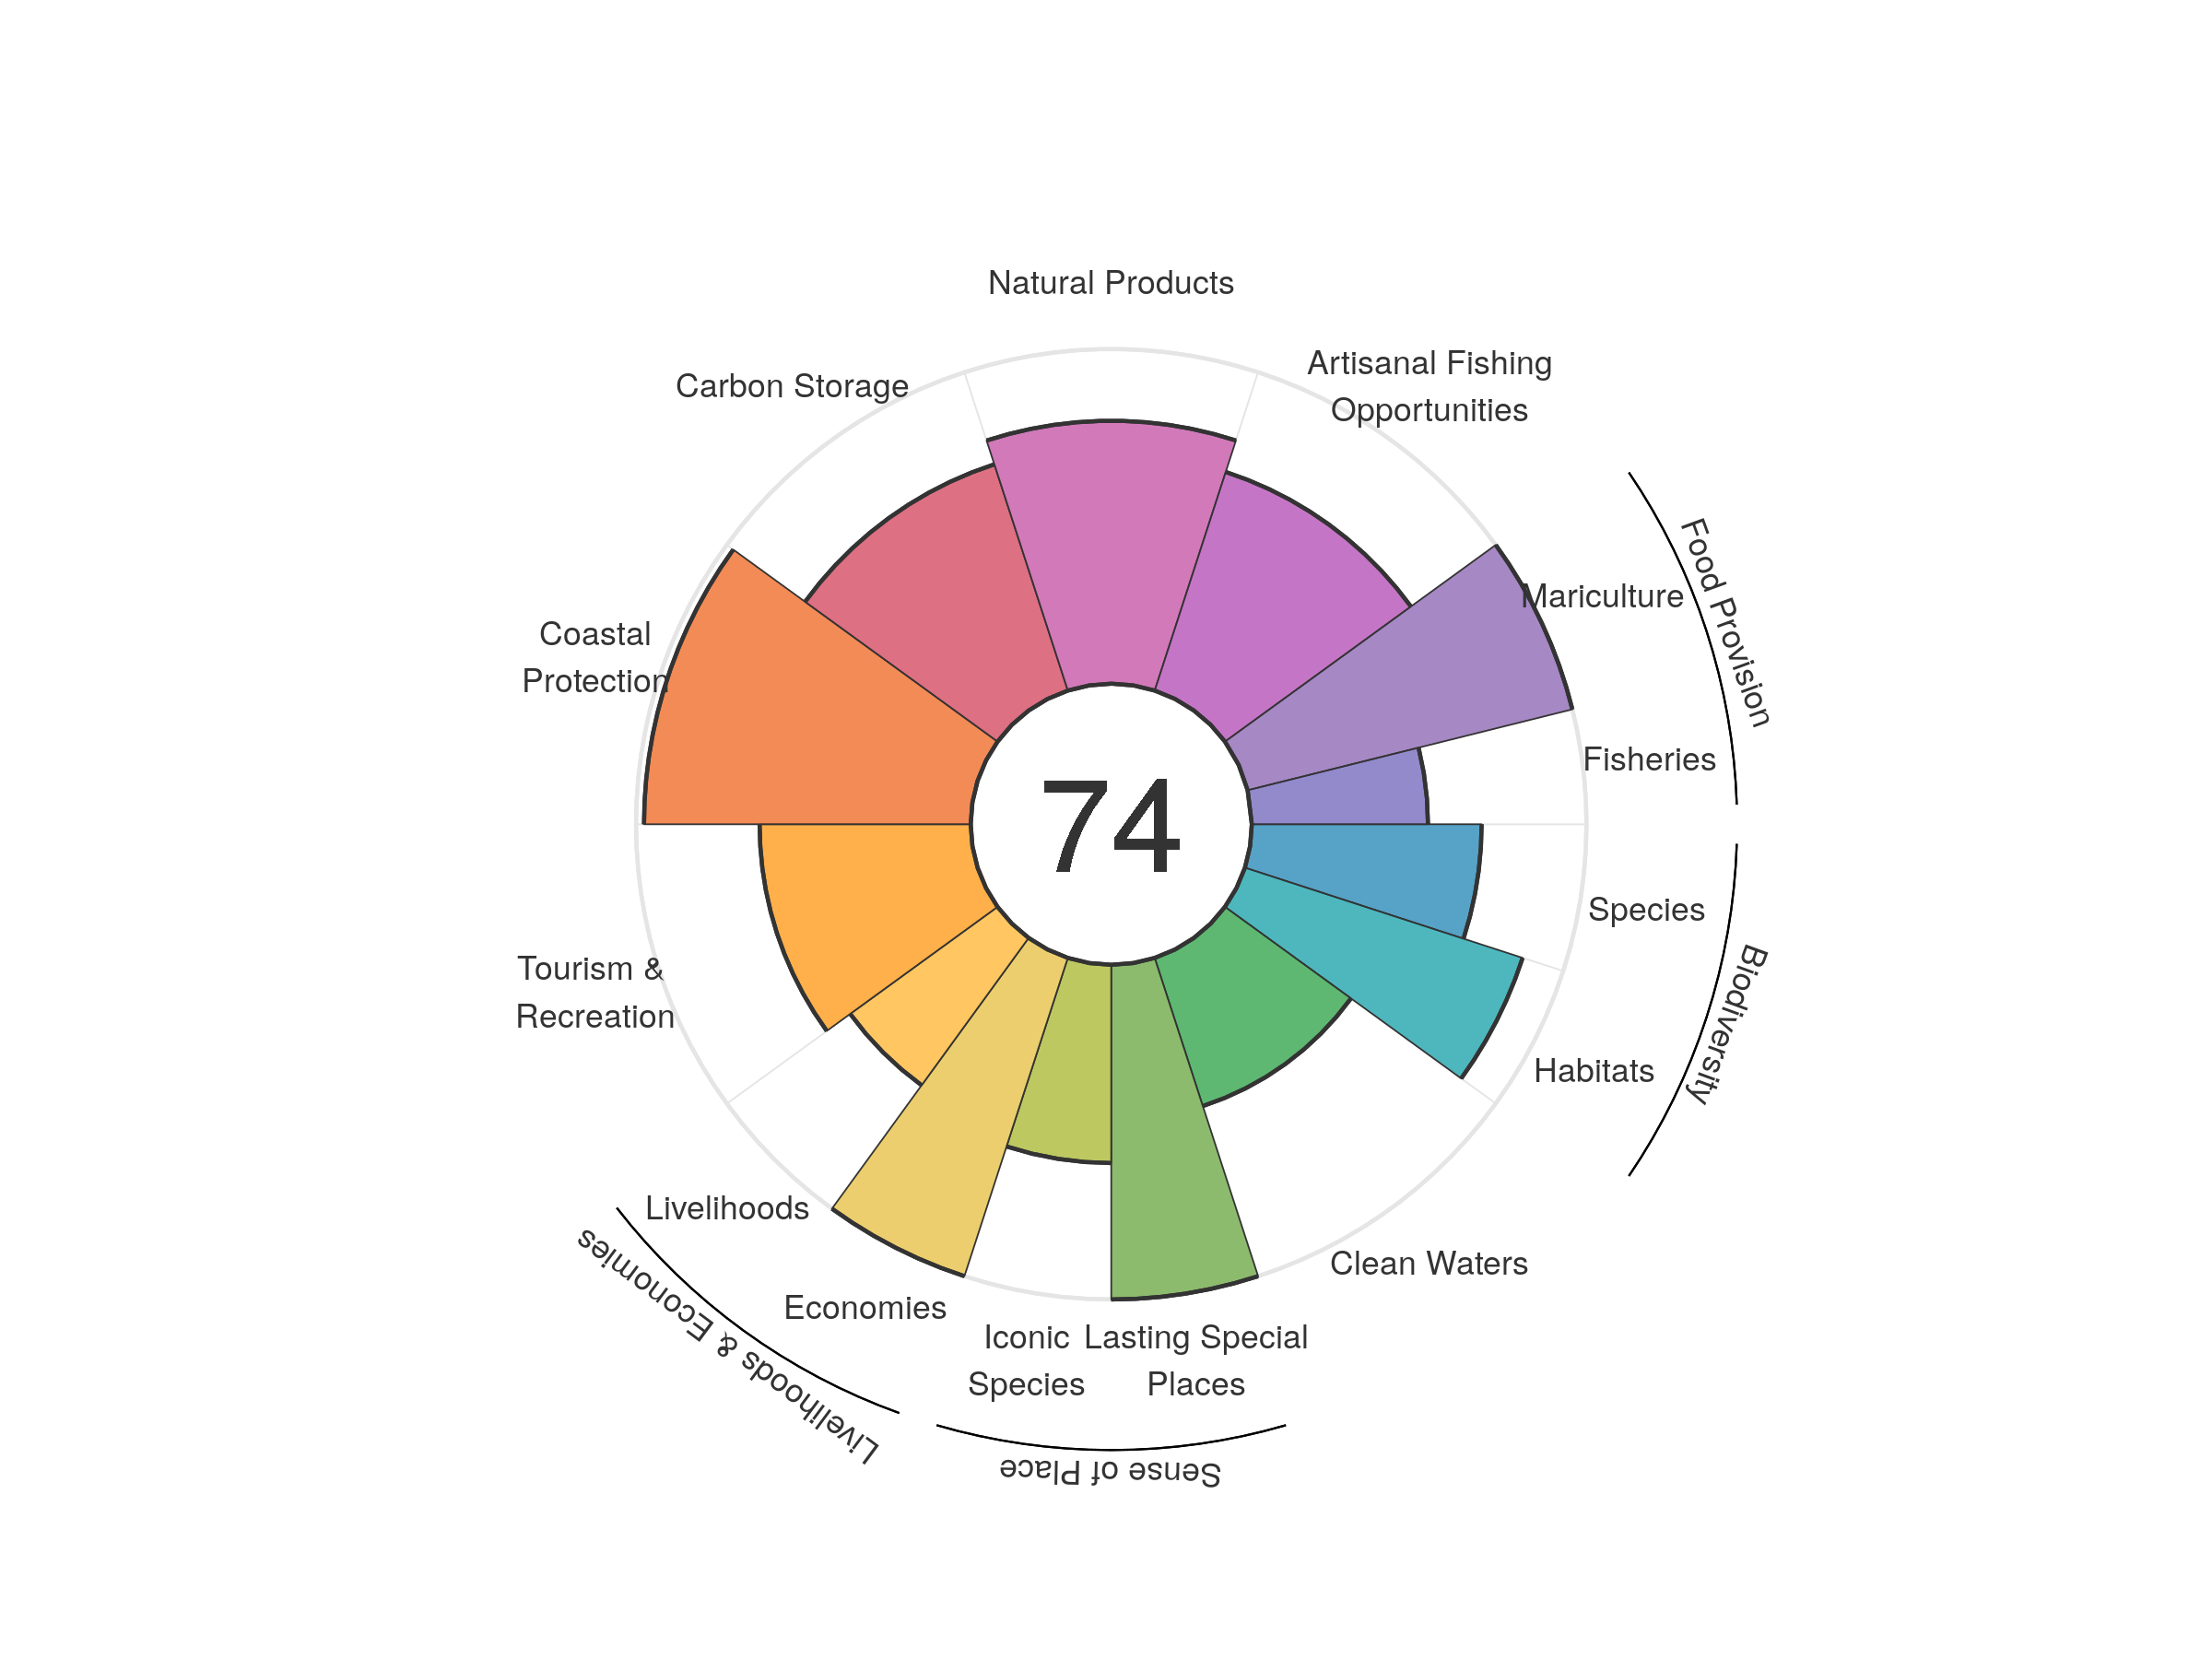 Natural Products
Carbon Storage
Artisanal Fishing
Opportunities
Food Provision
Mariculture
Coastal
Protection
Fisheries
74
Species
Biodiversity
Tourism &
Recreation
Habitats
Livelihoods
Livelihoods & Economies
Clean Waters
Economies
Iconic
Species
Lasting Special
Places
Sense of Place